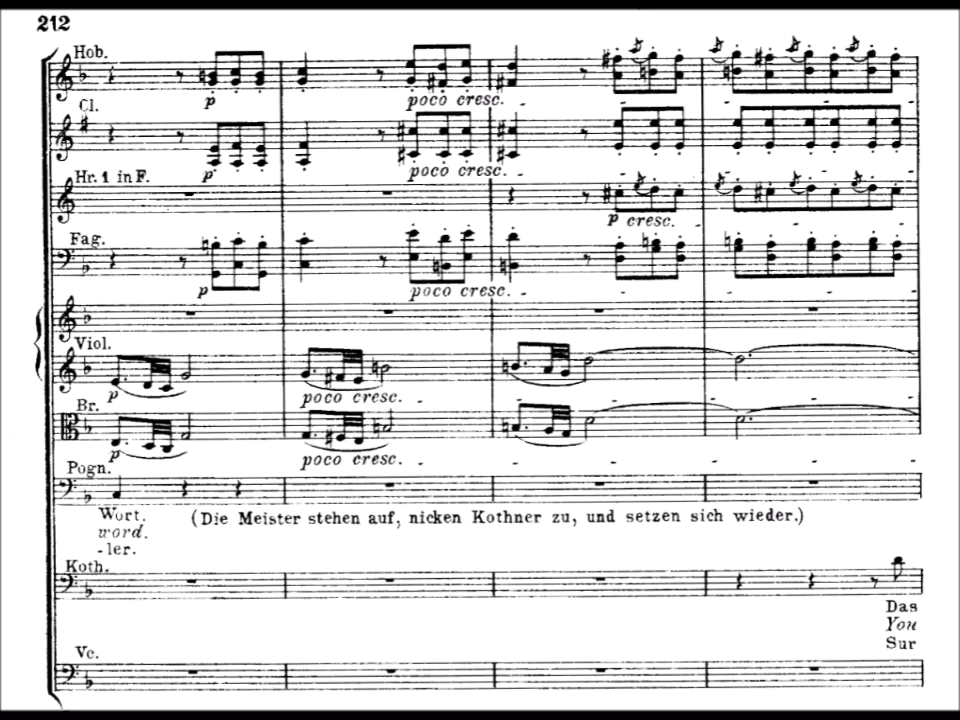 212
Hob.
p poco cresc.
Cl.
p poco cresc.
Hr. 1 in F.
p cresc.
Fag.
p poco cresc.
Viol.
p poco cresc.
Br.
p poco cresc.
Pogn.
Wort. (Die Meister stehen auf, nicken Kothner zu, und setzen sich wieder.)
word.
-ler.
Koth.
Das
You
Sur
Vc.